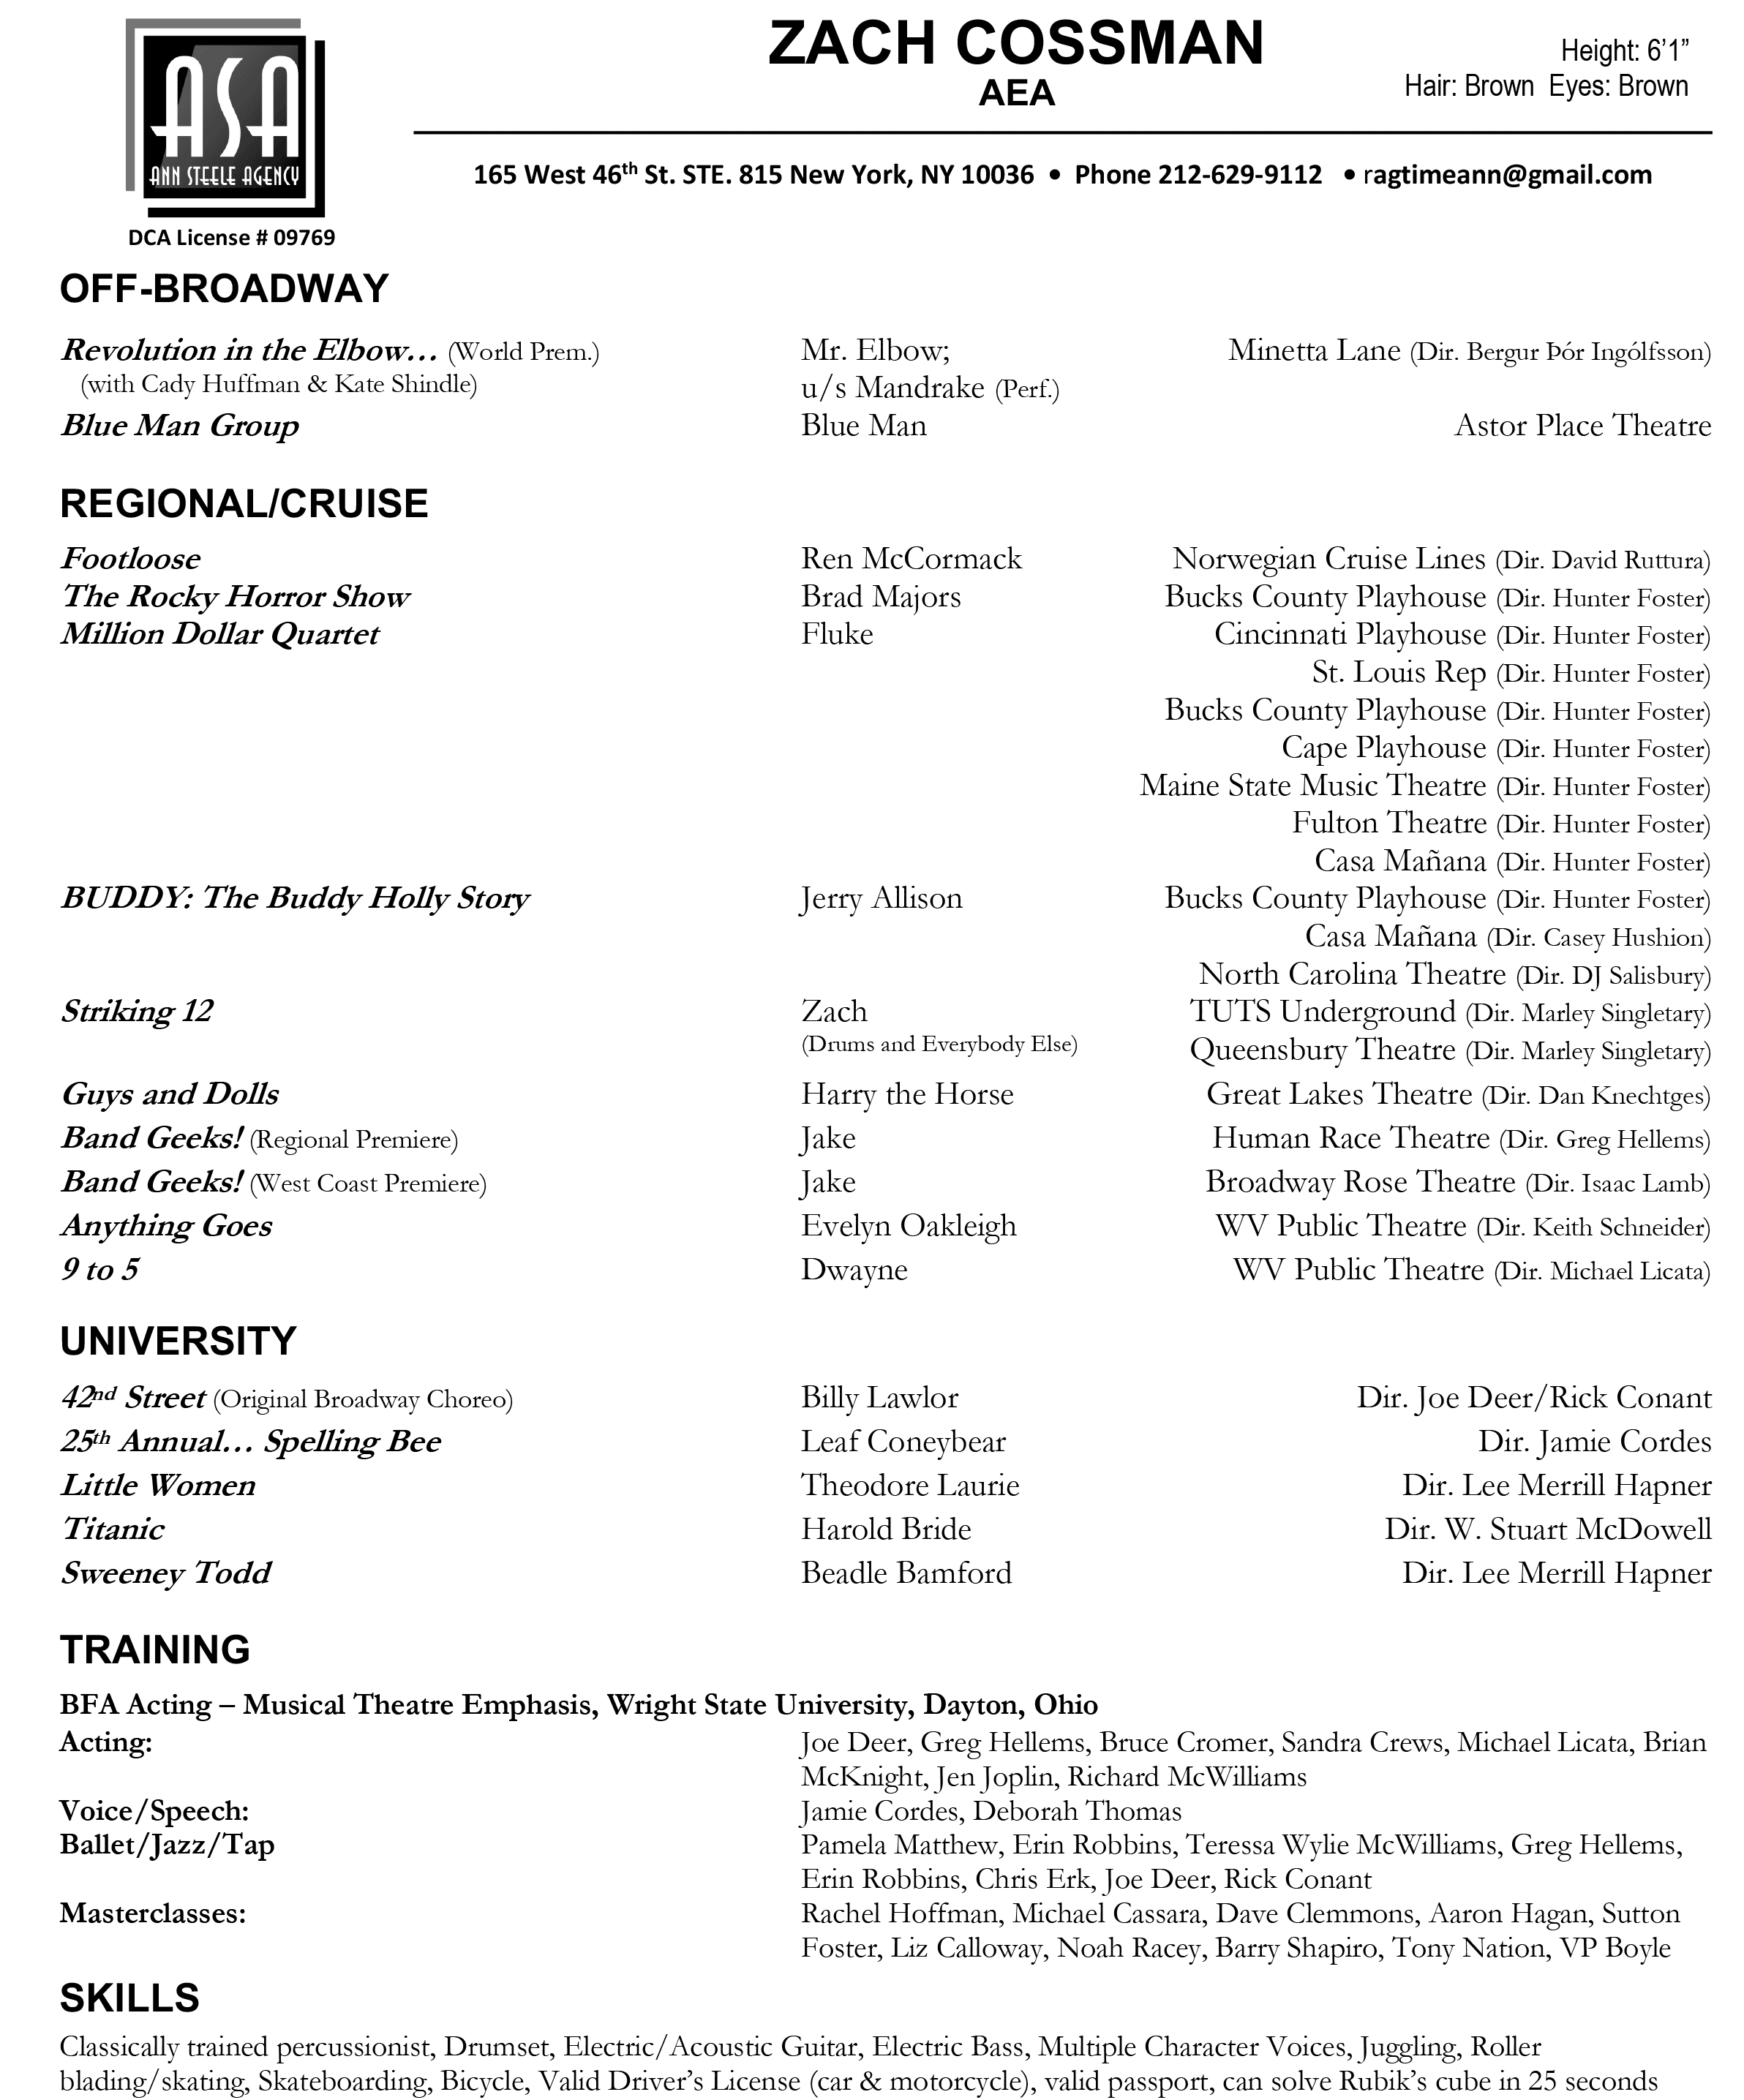 ASA
ANN STEELE AGENCY
DCA License # 09769
ZACH COSSMAN
AEA
Height: 6’1”
Hair: Brown Eyes: Brown
165 West 46th St. STE. 815 New York, NY 10036 • Phone 212-629-9112 • ragtimeann@gmail.com
OFF-BROADWAY
Revolution in the Elbow… (World Prem.) Mr. Elbow; Minetta Lane (Dir. Bergur Þór Ingólfsson)
(with Cady Huffman & Kate Shindle) u/s Mandrake (Perf.)
Blue Man Group Blue Man Astor Place Theatre
REGIONAL/CRUISE
Footloose Ren McCormack Norwegian Cruise Lines (Dir. David Ruttura)
The Rocky Horror Show Brad Majors Bucks County Playhouse (Dir. Hunter Foster)
Million Dollar Quartet Fluke Cincinnati Playhouse (Dir. Hunter Foster)
St. Louis Rep (Dir. Hunter Foster)
Bucks County Playhouse (Dir. Hunter Foster)
Cape Playhouse (Dir. Hunter Foster)
Maine State Music Theatre (Dir. Hunter Foster)
Fulton Theatre (Dir. Hunter Foster)
Casa Mañana (Dir. Hunter Foster)
BUDDY: The Buddy Holly Story Jerry Allison Bucks County Playhouse (Dir. Hunter Foster)
Casa Mañana (Dir. Casey Hushion)
North Carolina Theatre (Dir. DJ Salisbury)
Striking 12 Zach TUTS Underground (Dir. Marley Singletary)
(Drums and Everybody Else) Queensbury Theatre (Dir. Marley Singletary)
Guys and Dolls Harry the Horse Great Lakes Theatre (Dir. Dan Knechtges)
Band Geeks! (Regional Premiere) Jake Human Race Theatre (Dir. Greg Hellems)
Band Geeks! (West Coast Premiere) Jake Broadway Rose Theatre (Dir. Isaac Lamb)
Anything Goes Evelyn Oakleigh WV Public Theatre (Dir. Keith Schneider)
9 to 5 Dwayne WV Public Theatre (Dir. Michael Licata)
UNIVERSITY
42nd Street (Original Broadway Choreo) Billy Lawlor Dir. Joe Deer/Rick Conant
25th Annual… Spelling Bee Leaf Coneybear Dir. Jamie Cordes
Little Women Theodore Laurie Dir. Lee Merrill Hapner
Titanic Harold Bride Dir. W. Stuart McDowell
Sweeney Todd Beadle Bamford Dir. Lee Merrill Hapner
TRAINING
BFA Acting – Musical Theatre Emphasis, Wright State University, Dayton, Ohio
Acting: Joe Deer, Greg Hellems, Bruce Cromer, Sandra Crews, Michael Licata, Brian
McKnight, Jen Joplin, Richard McWilliams
Voice/Speech: Jamie Cordes, Deborah Thomas
Ballet/Jazz/Tap Pamela Matthew, Erin Robbins, Teressa Wylie McWilliams, Greg Hellems,
Erin Robbins, Chris Erk, Joe Deer, Rick Conant
Masterclasses: Rachel Hoffman, Michael Cassara, Dave Clemmons, Aaron Hagan, Sutton
Foster, Liz Calloway, Noah Racey, Barry Shapiro, Tony Nation, VP Boyle
SKILLS
Classically trained percussionist, Drumset, Electric/Acoustic Guitar, Electric Bass, Multiple Character Voices, Juggling, Roller
blading/skating, Skateboarding, Bicycle, Valid Driver’s License (car & motorcycle), valid passport, can solve Rubik’s cube in 25 seconds